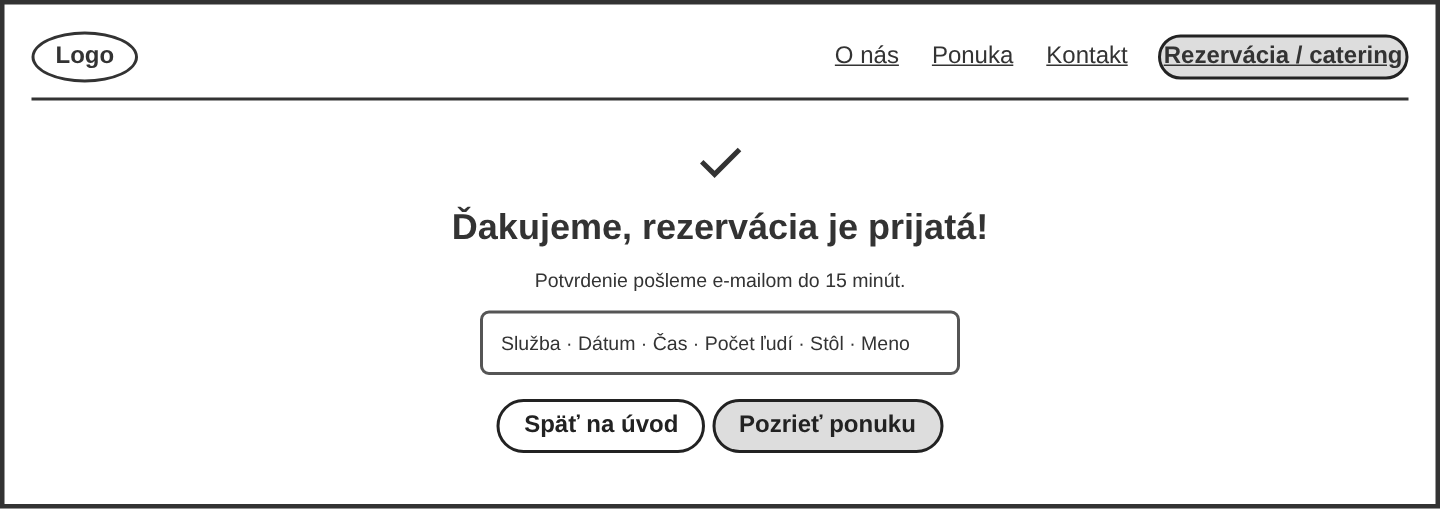 Logo
O nás Ponuka Kontakt Rezervácia / catering
Ďakujeme, rezervácia je prijatá!
Potvrdenie pošleme e-mailom do 15 minút.
Služba · Dátum · Čas · Počet ľudí · Stôl · Meno
Späť na úvod Pozrieť ponuku